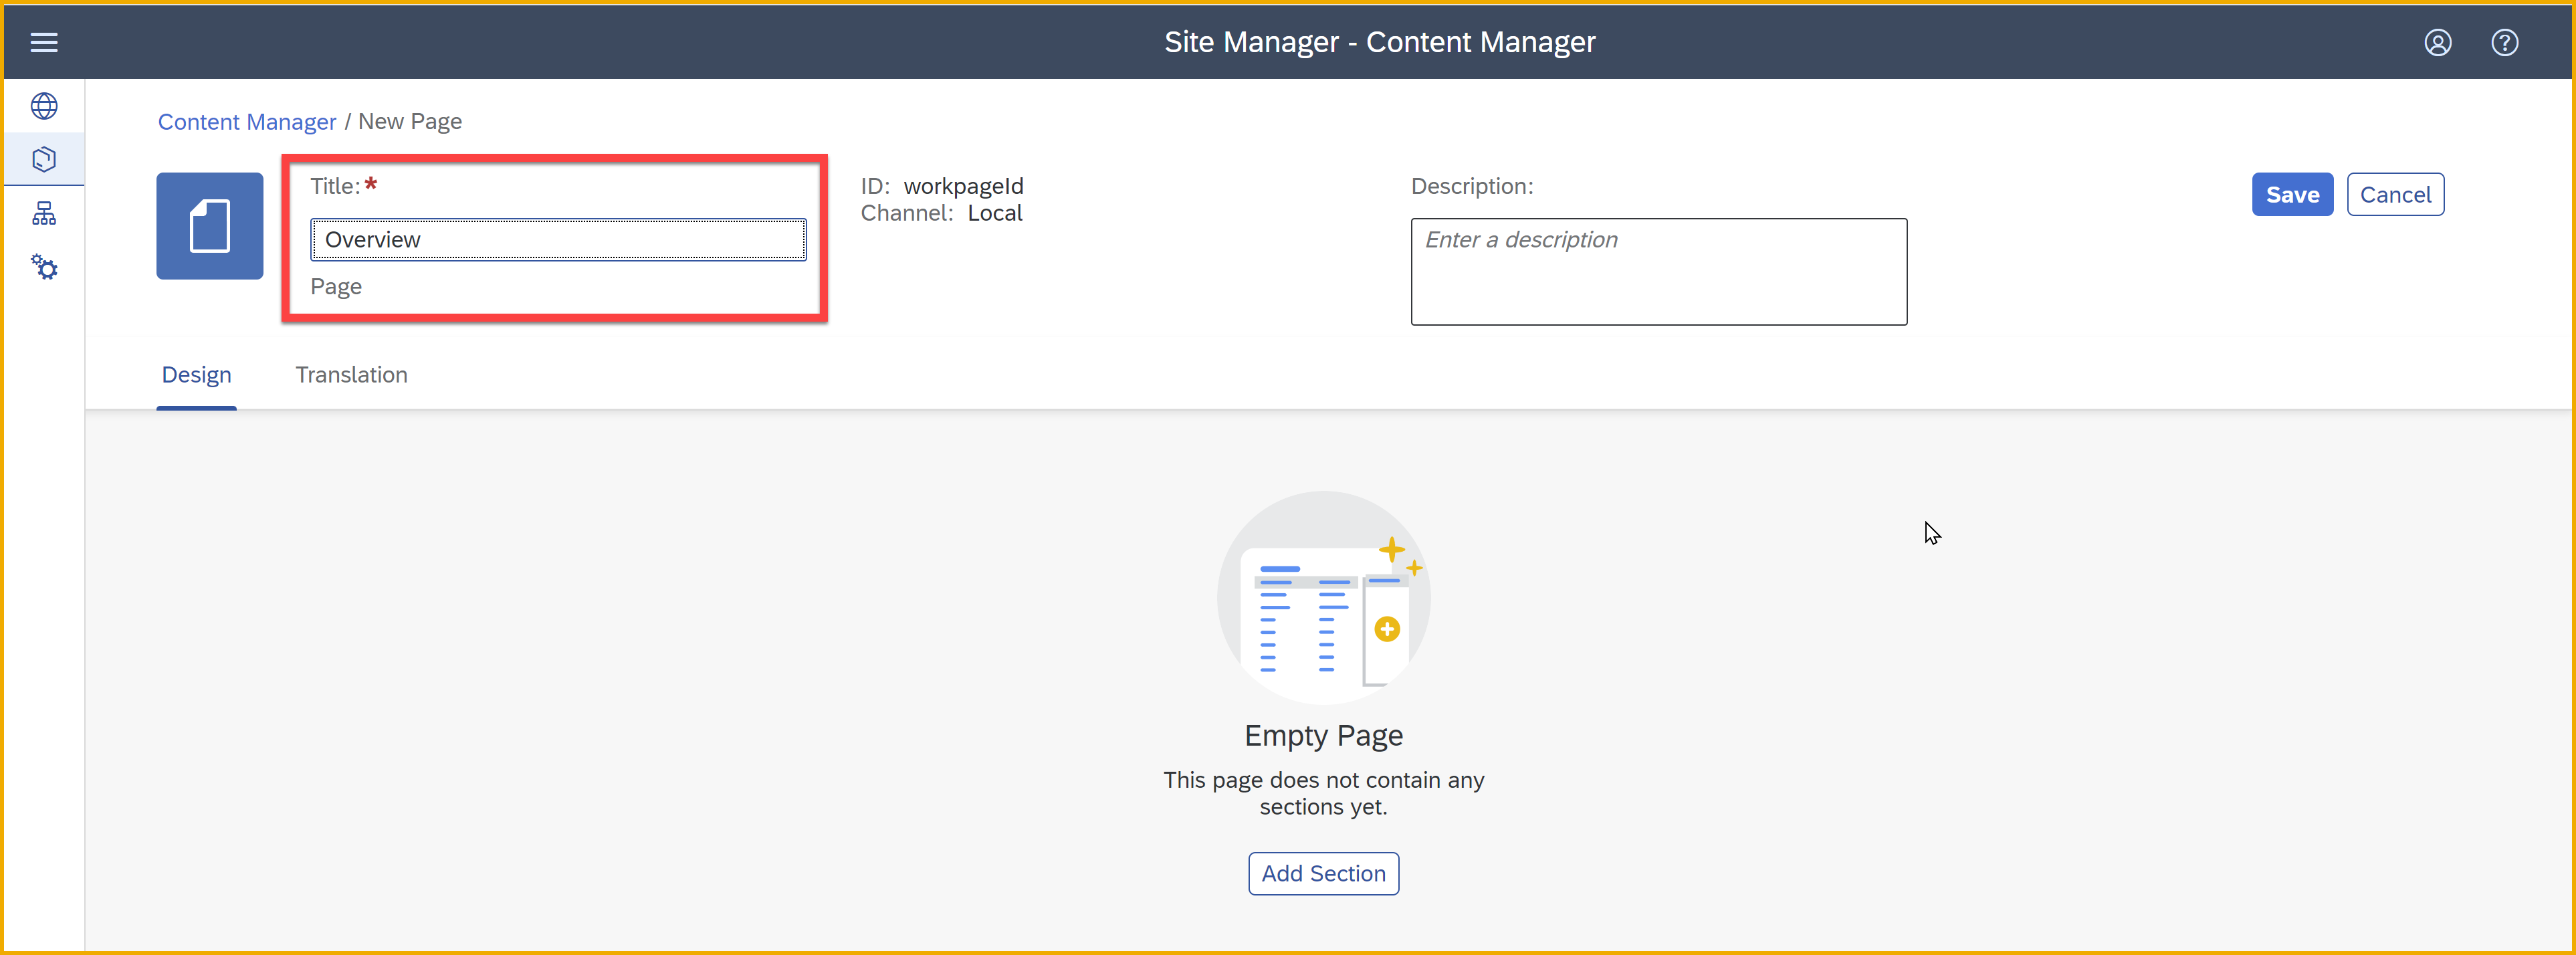 Site Manager - Content Manager
?
Content Manager / New Page
Title:*
Overview
Page
ID: workpageId
Channel: Local
Description:
Enter a description
Save
Cancel
Design
Translation
Empty Page
This page does not contain any
sections yet.
Add Section